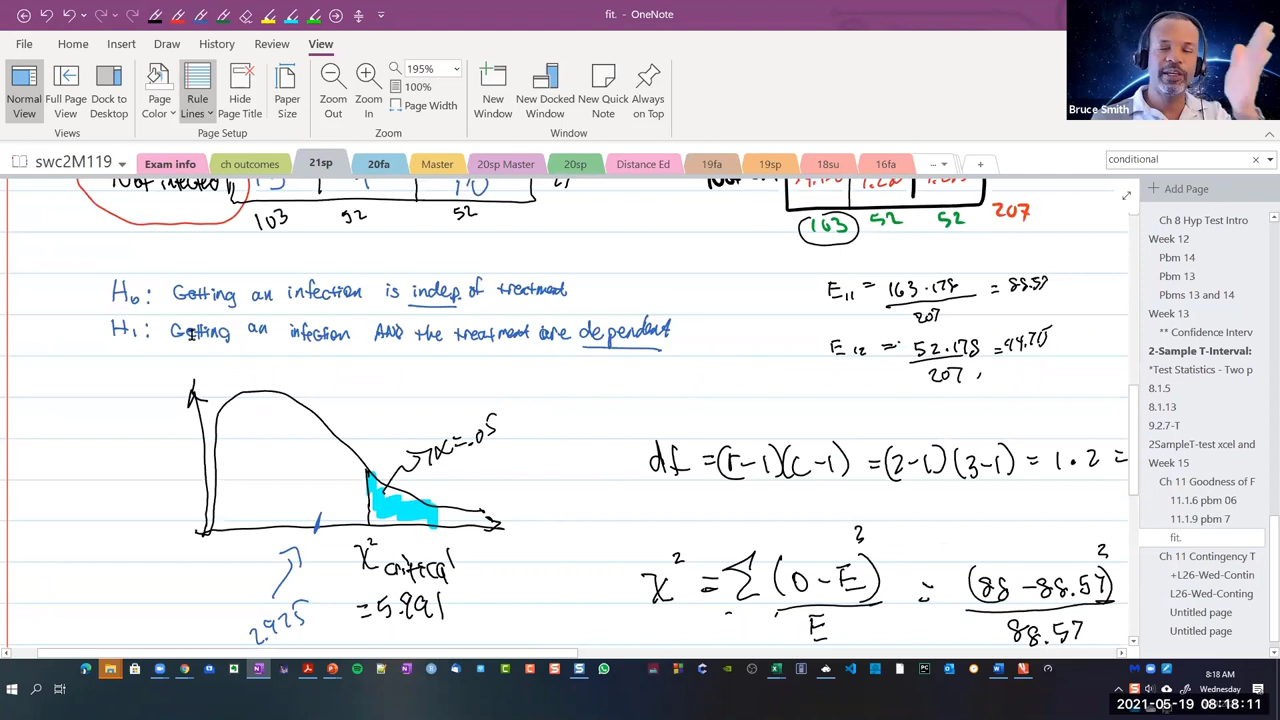 fit. - OneNote
File Home Insert Draw History Review View
Normal View
Full Page View
Dock to Desktop
Views
Page Color
Rule Lines
Hide Page Title
Paper Size
Page Setup
Zoom Out
Zoom In
195%
100%
Page Width
Zoom
New Window
New Docked Window
New Quick Note
Always on Top
Window
Bruce Smith
swc2M119
Exam info
ch outcomes
21sp
20fa
Master
20sp Master
20sp
Distance Ed
19fa
19sp
18su
16fa
conditional
Add Page
Ch 8 Hyp Test Intro
Week 12
Pbm 14
Pbm 13
Pbms 13 and 14
Week 13
** Confidence Interv
2-Sample T-Interval:
*Test Statistics - Two p
8.1.5
8.1.13
9.2.7-T
2SampleT-test xcel and
Week 15
Ch 11 Goodness of F
11.1.6 pbm 06
11.1.9 pbm 7
fit.
Ch 11 Contingency T
+L26-Wed-Contin
L26-Wed-Conting
Untitled page
Untitled page
103 52 52
103 52 52 207
H₀: Getting an infection is indep. of treatment
H₁: Getting an infection AND the treatment are dependent
E₁₁ = 103·178 = 88.57
207
E₁₂ = 52·178 = 44.715
207
α=.05
df = (r-1)(c-1) = (2-1)(3-1) = 1·2 =
χ² critical
= 5.991
2.925
χ² = Σ (O-E)² = (88-88.57)²
E 88.57
8:18 AM
Wednesday
2021-05-19 08:18:11